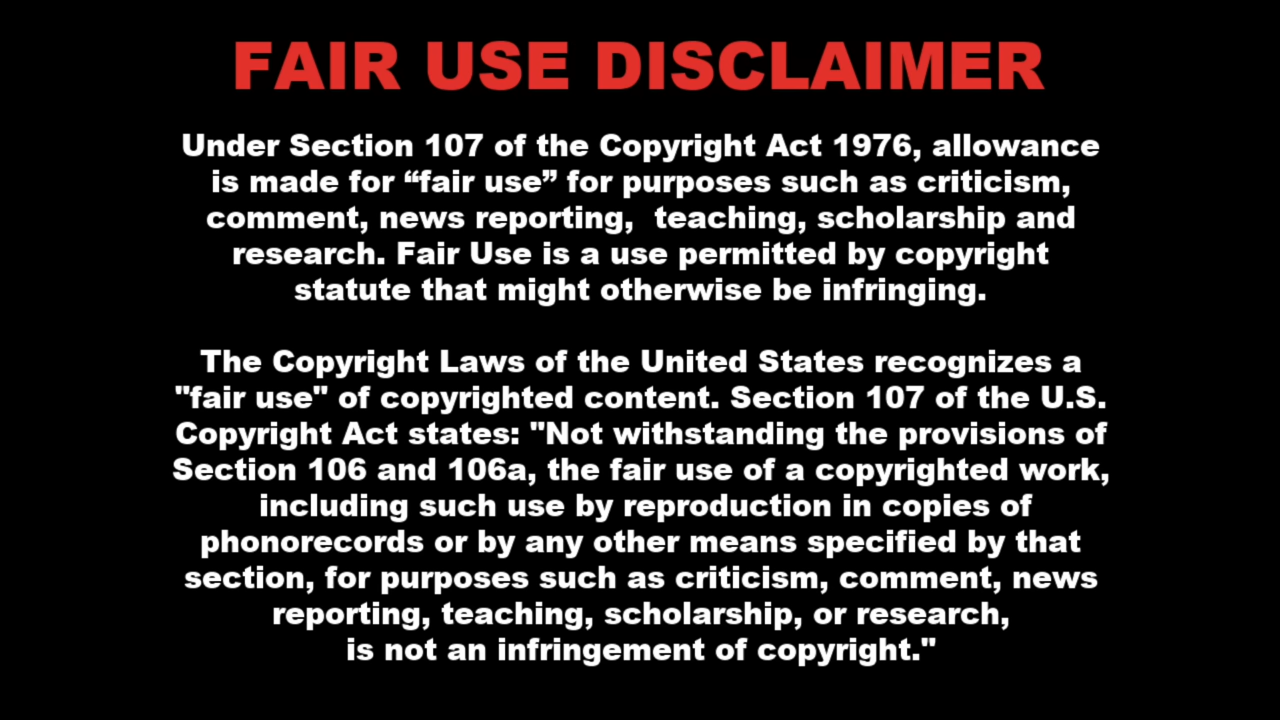 FAIR USE DISCLAIMER
Under Section 107 of the Copyright Act 1976, allowance
is made for “fair use” for purposes such as criticism,
comment, news reporting,  teaching, scholarship and
research. Fair Use is a use permitted by copyright
statute that might otherwise be infringing.
The Copyright Laws of the United States recognizes a
"fair use" of copyrighted content. Section 107 of the U.S.
Copyright Act states: "Not withstanding the provisions of
Section 106 and 106a, the fair use of a copyrighted work,
including such use by reproduction in copies of
phonorecords or by any other means specified by that
section, for purposes such as criticism, comment, news
reporting, teaching, scholarship, or research,
is not an infringement of copyright."